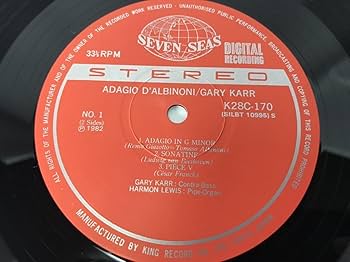 ALL RIGHTS OF THE MANUFACTURER AND OF THE OWNER OF THE RECORDED WORK RESERVED · UNAUTHORISED PUBLIC PERFORMANCE, BROADCASTING AND COPYING OF THIS RECORD PROHIBITED
SEVEN SEAS
33⅓ RPM
DIGITAL
RECORDING
STEREO
ADAGIO D'ALBINONI/GARY KARR
NO. 1
(2 Sides)
℗ 1982
K28C-170
(SILBT 10996) S
1. ADAGIO IN G MINOR
(Remo Giazotto—Tomaso Albinoni)
2. SONATINE
(Ludwig van Beethoven)
3. PIECE V
(César Franck)
GARY KARR: Contra-Bass
HARMON LEWIS: Pipe-Organ
MANUFACTURED BY KING RECORD CO.